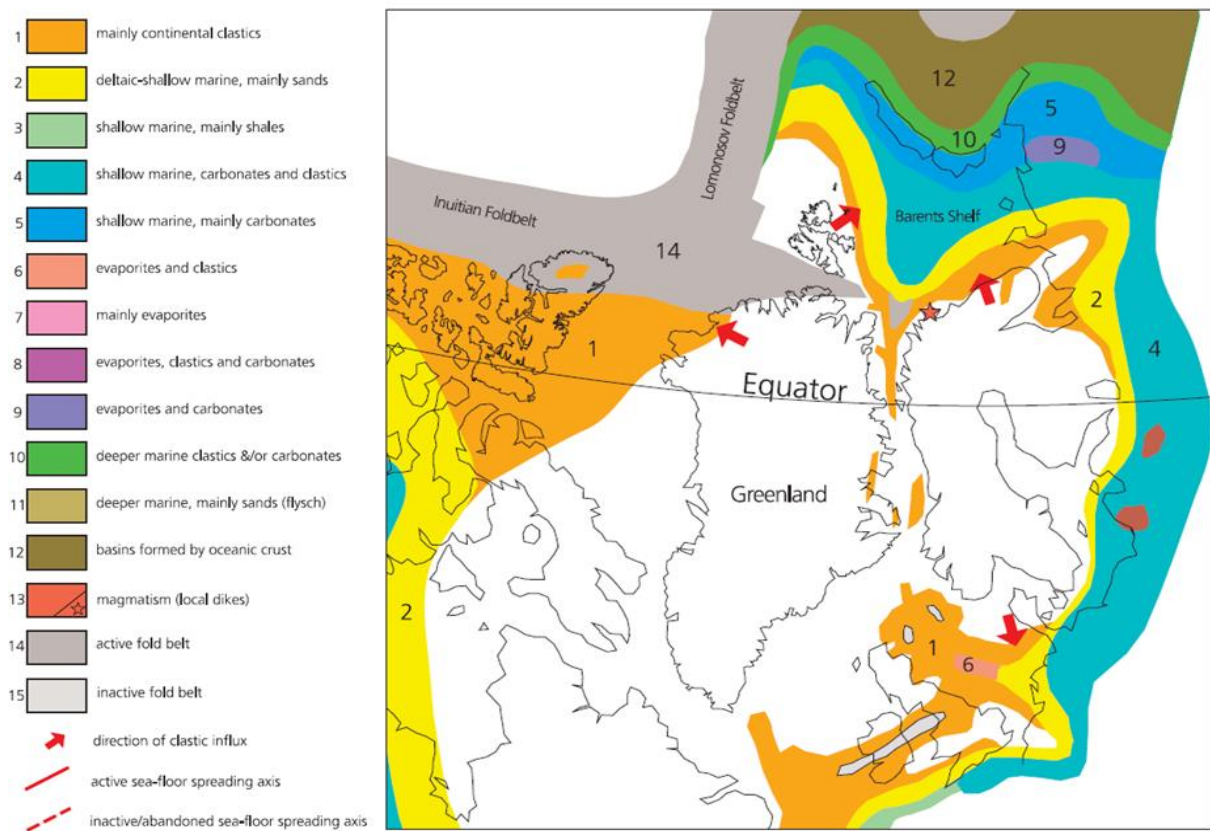 1 mainly continental clastics
2 deltaic-shallow marine, mainly sands
3 shallow marine, mainly shales
4 shallow marine, carbonates and clastics
5 shallow marine, mainly carbonates
6 evaporites and clastics
7 mainly evaporites
8 evaporites, clastics and carbonates
9 evaporites and carbonates
10 deeper marine clastics &/or carbonates
11 deeper marine, mainly sands (flysch)
12 basins formed by oceanic crust
13 magmatism (local dikes)
14 active fold belt
15 inactive fold belt
direction of clastic influx
active sea-floor spreading axis
inactive/abandoned sea-floor spreading axis
12
5
10
9
Lomonosov Foldbelt
Inuitian Foldbelt
Barents Shelf
14
2
1
4
Equator
Greenland
2
1
6